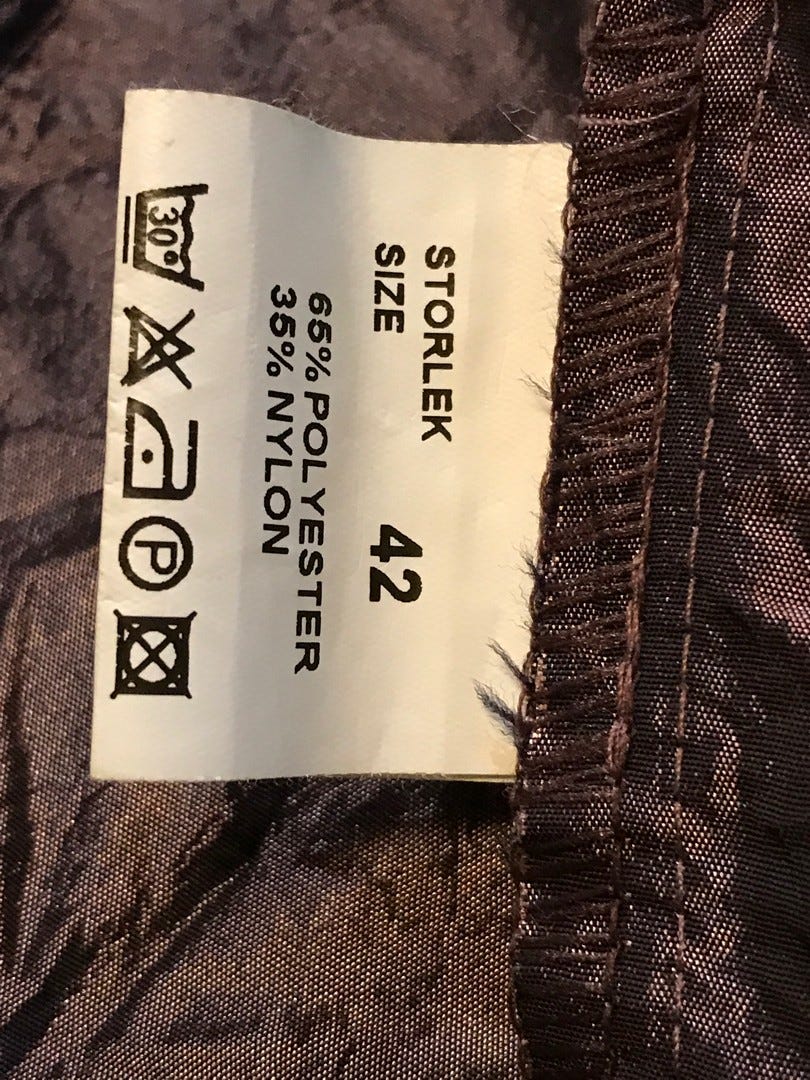 STORLEK
SIZE 42
65% POLYESTER
35% NYLON
30°
P